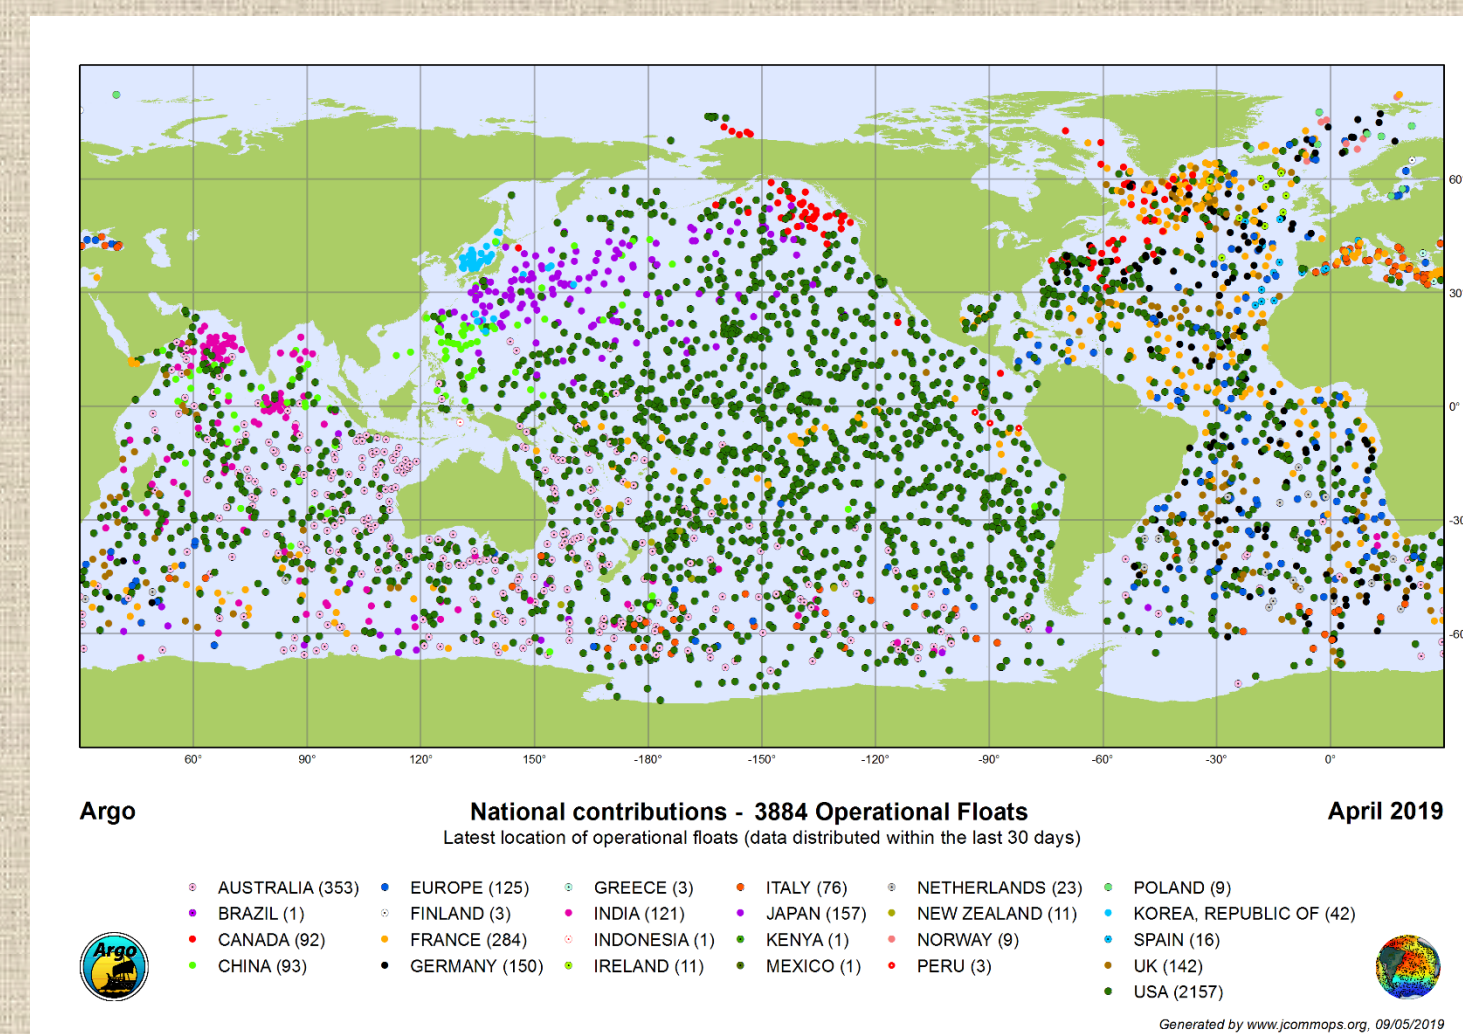 60°
30°
0°
-30
-60
60° 90° 120° 150° -180° -150° -120° -90° -60° -30° 0°
Argo National contributions - 3884 Operational Floats April 2019
Latest location of operational floats (data distributed within the last 30 days)
AUSTRALIA (353) EUROPE (125) GREECE (3) ITALY (76) NETHERLANDS (23) POLAND (9)
BRAZIL (1) FINLAND (3) INDIA (121) JAPAN (157) NEW ZEALAND (11) KOREA, REPUBLIC OF (42)
CANADA (92) FRANCE (284) INDONESIA (1) KENYA (1) NORWAY (9) SPAIN (16)
CHINA (93) GERMANY (150) IRELAND (11) MEXICO (1) PERU (3) UK (142)
USA (2157)
Argo
Generated by www.jcommops.org, 09/05/2019